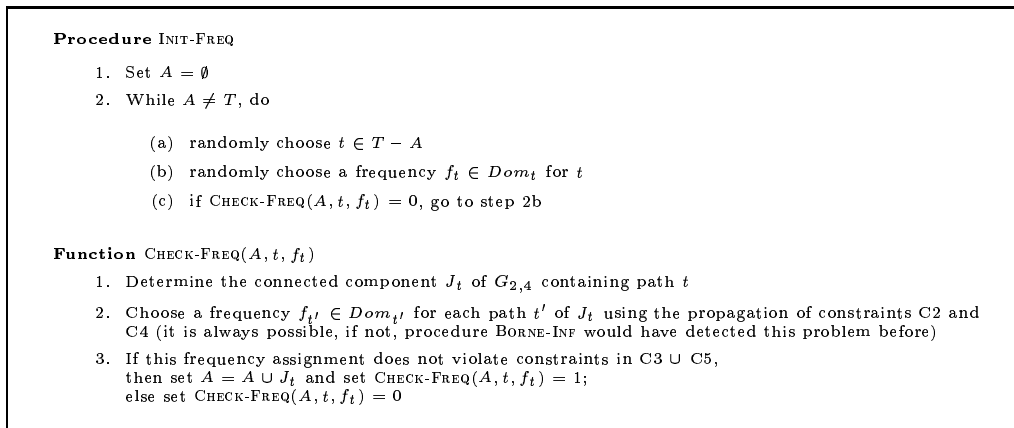 Procedure INIT-FREQ
1. Set A = ∅
2. While A ≠ T, do
(a) randomly choose t ∈ T − A
(b) randomly choose a frequency f_t ∈ Dom_t for t
(c) if CHECK-FREQ(A, t, f_t) = 0, go to step 2b
Function CHECK-FREQ(A, t, f_t)
1. Determine the connected component J_t of G_{2,4} containing path t
2. Choose a frequency f_{t'} ∈ Dom_{t'} for each path t' of J_t using the propagation of constraints C2 and
C4 (it is always possible, if not, procedure BORNE-INF would have detected this problem before)
3. If this frequency assignment does not violate constraints in C3 ∪ C5,
then set A = A ∪ J_t and set CHECK-FREQ(A, t, f_t) = 1;
else set CHECK-FREQ(A, t, f_t) = 0